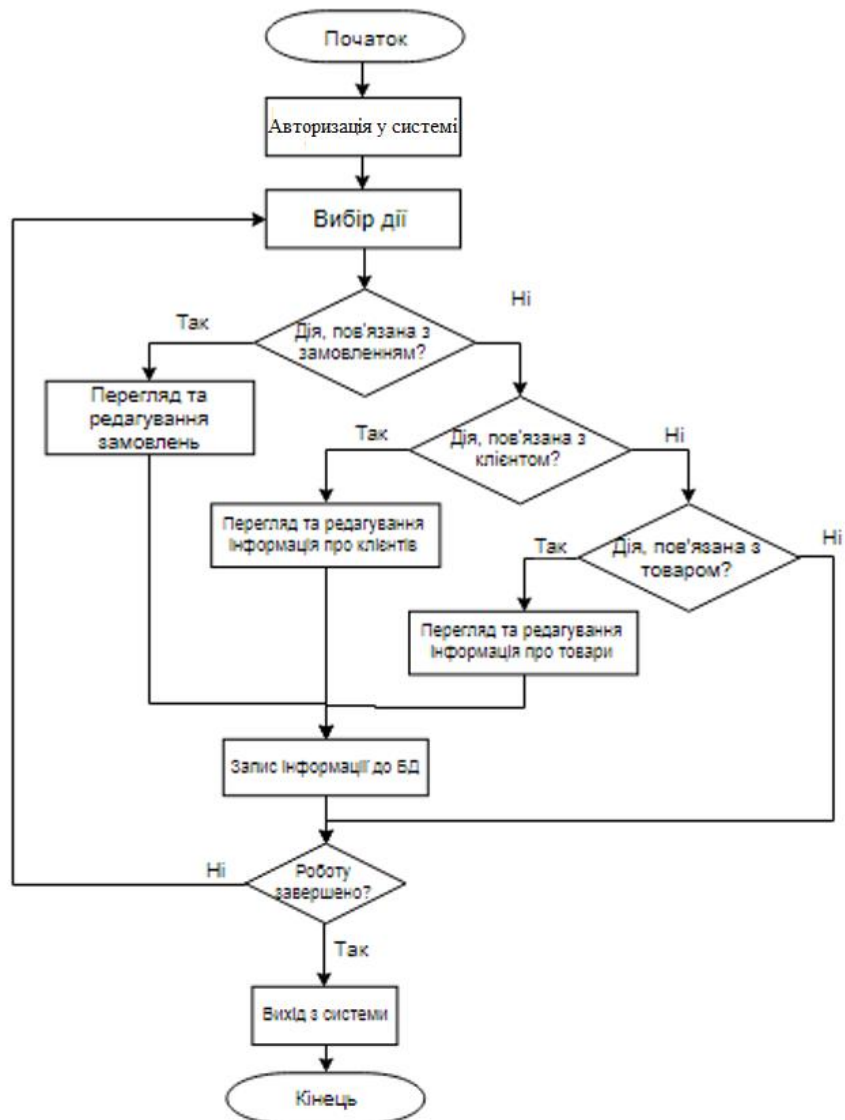 Початок
Авторизація у системі
Вибір дії
Ні
Так
Дія, пов'язана з
замовленням?
Перегляд та
редагування
замовлень
Так
Дія, пов'язана з
клієнтом?
Ні
Перегляд та редагування
інформація про клієнтів
Так
Дія, пов'язана з
товаром?
Ні
Перегляд та редагування
інформація про товари
Запис інформації до БД
Ні
Роботу
завершено?
Так
Вихід з системи
Кінець